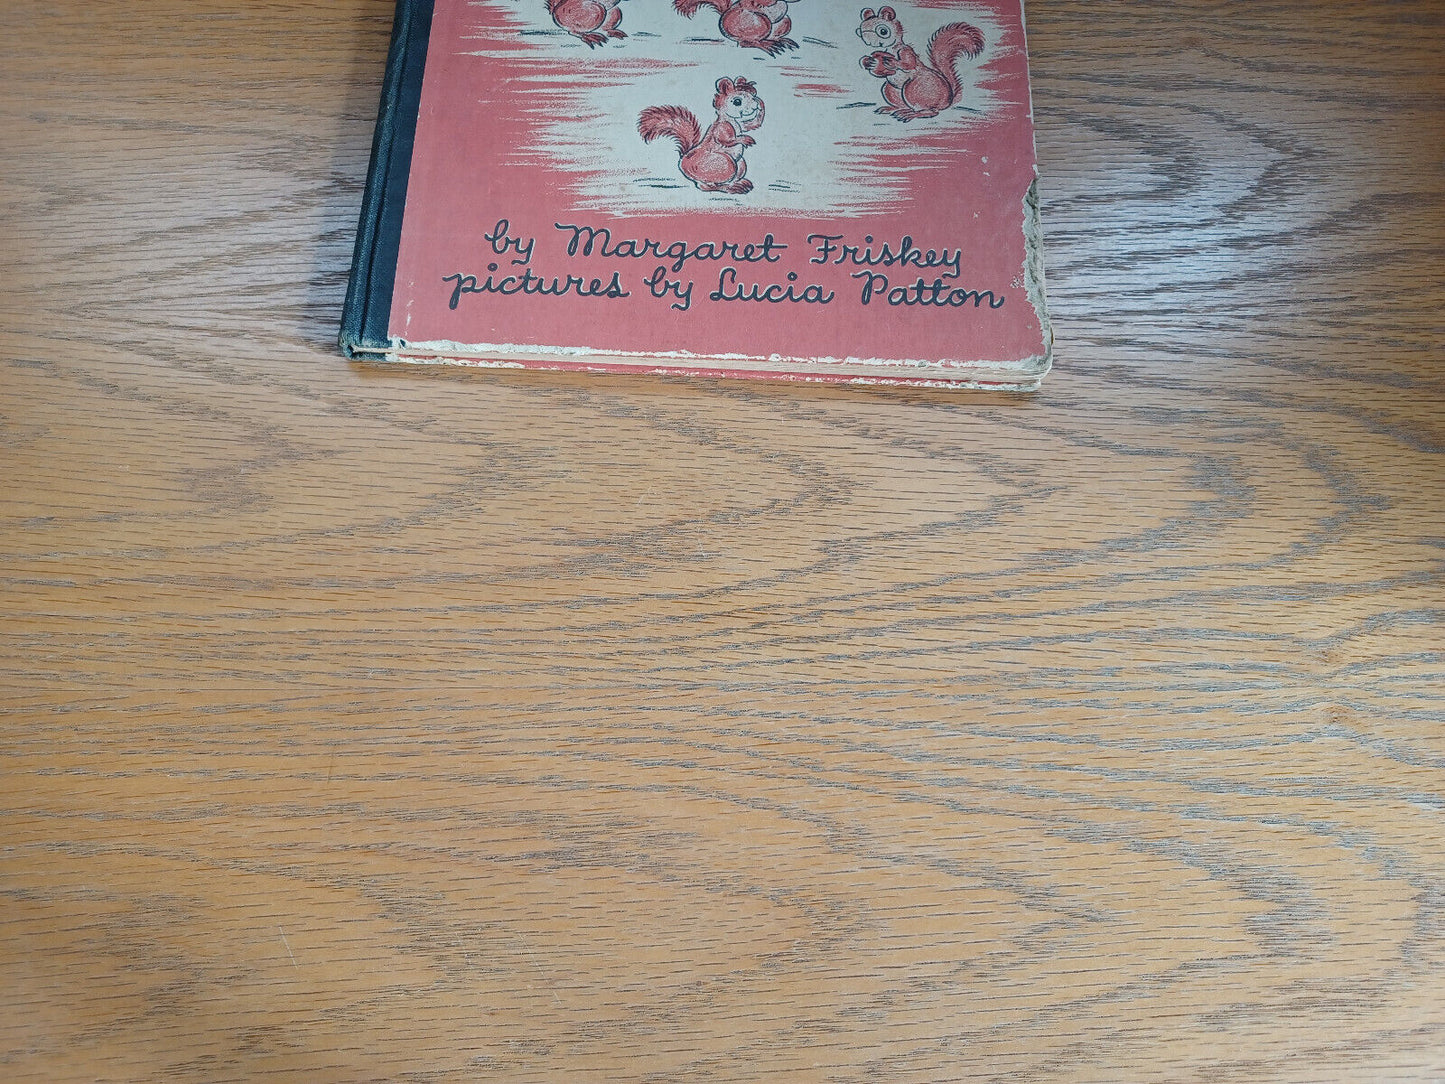 by Margaret Friskey
pictures by Lucia Patton